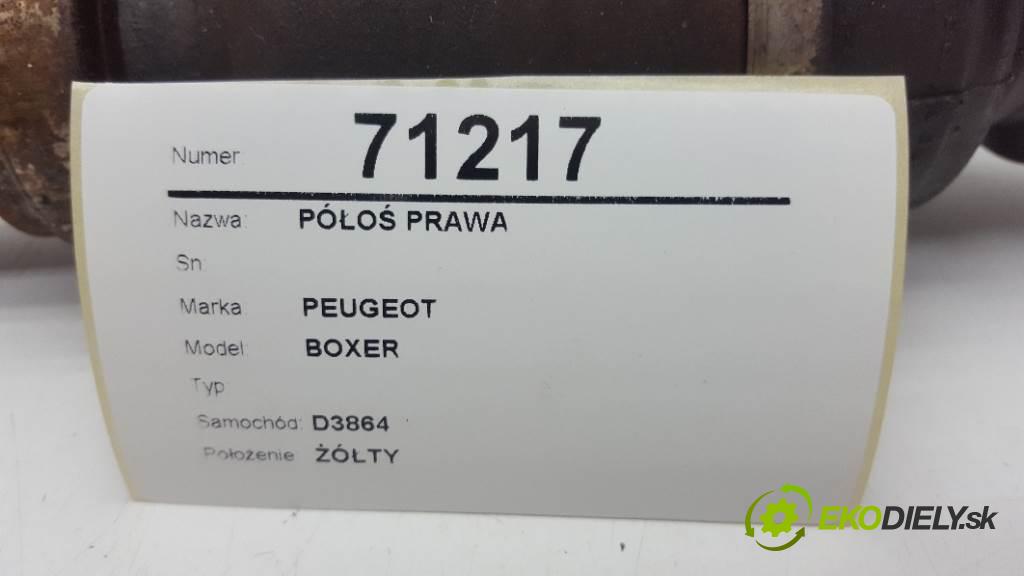 Numer: 71217
Nazwa: PÓŁOŚ PRAWA
Sn:
Marka: PEUGEOT
Model: BOXER
Typ:
Samochód: D3864
Położenie ŻÓŁTY
EKODIELY.sk